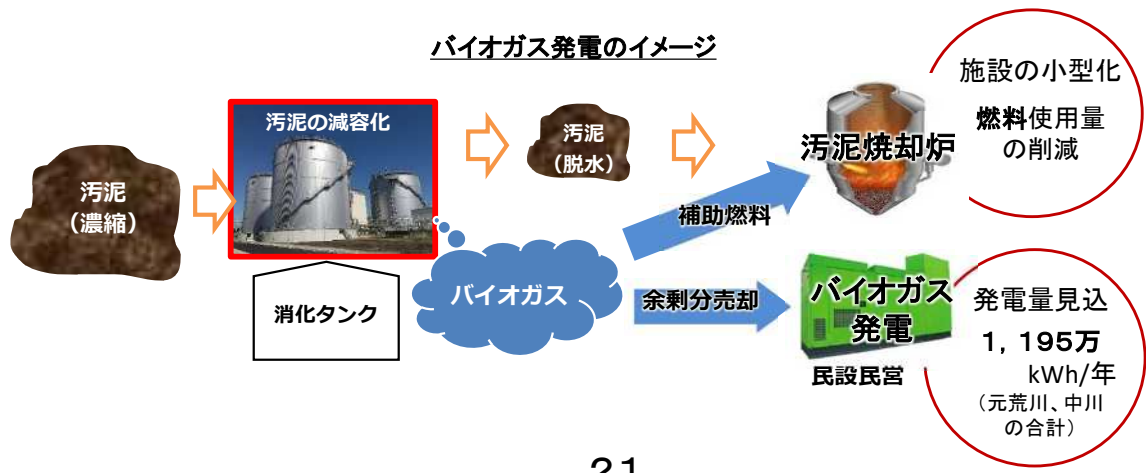 バイオガス発電のイメージ
汚泥
（濃縮）
汚泥の減容化
消化タンク
汚泥
（脱水）
バイオガス
補助燃料
余剰分売却
汚泥焼却炉
施設の小型化
燃料使用量
の削減
バイオガス
発電
民設民営
発電量見込
1，195万
kWh/年
（元荒川、中川
の合計）
21